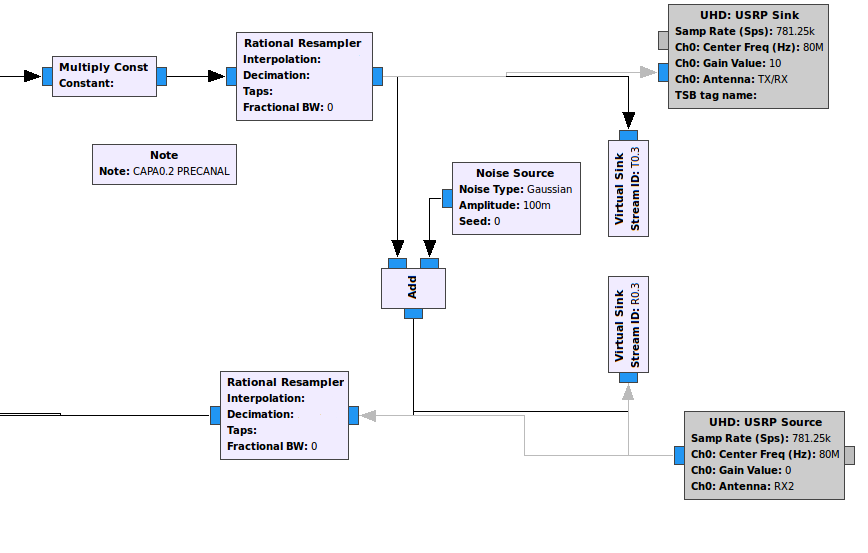 Multiply Const
Constant:
Rational Resampler
Interpolation:
Decimation:
Taps:
Fractional BW: 0
UHD: USRP Sink
Samp Rate (Sps): 781.25k
Ch0: Center Freq (Hz): 80M
Ch0: Gain Value: 10
Ch0: Antenna: TX/RX
TSB tag name:
Note
Note: CAPA0.2 PRECANAL
Noise Source
Noise Type: Gaussian
Amplitude: 100m
Seed: 0
Virtual Sink
Stream ID: T0.3
Add
Virtual Sink
Stream ID: R0.3
Rational Resampler
Interpolation:
Decimation:
Taps:
Fractional BW: 0
UHD: USRP Source
Samp Rate (Sps): 781.25k
Ch0: Center Freq (Hz): 80M
Ch0: Gain Value: 0
Ch0: Antenna: RX2